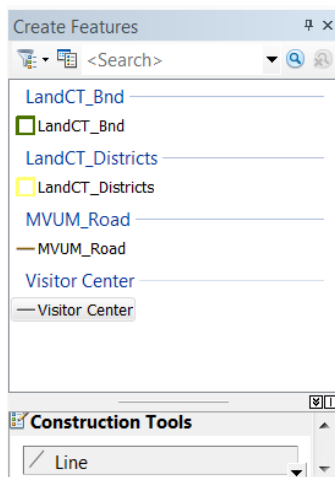 Create Features
<Search>
LandCT_Bnd
LandCT_Bnd
LandCT_Districts
LandCT_Districts
MVUM_Road
MVUM_Road
Visitor Center
Visitor Center
Construction Tools
Line